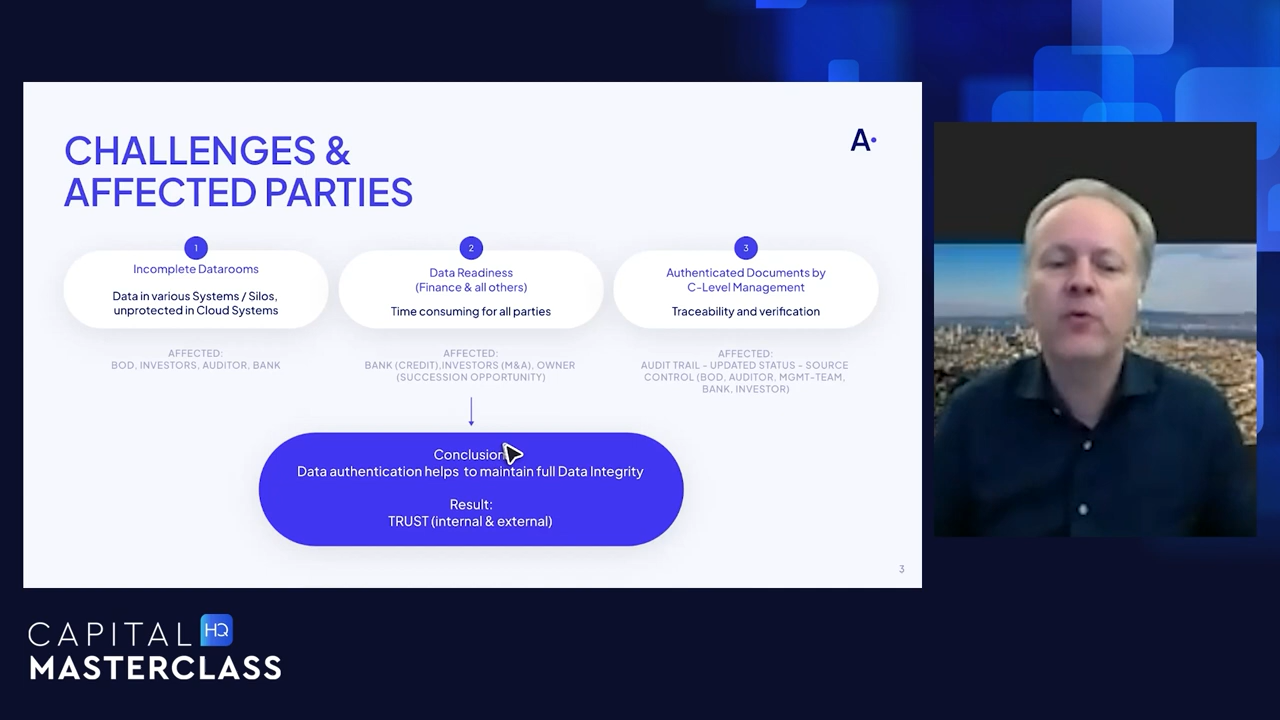 CHALLENGES &
AFFECTED PARTIES
A
1
Incomplete Datarooms
Data in various Systems / Silos,
unprotected in Cloud Systems
AFFECTED:
BOD, INVESTORS, AUDITOR, BANK
2
Data Readiness
(Finance & all others)
Time consuming for all parties
AFFECTED:
BANK (CREDIT),INVESTORS (M&A), OWNER
(SUCCESSION OPPORTUNITY)
3
Authenticated Documents by
C-Level Management
Traceability and verification
AFFECTED:
AUDIT TRAIL - UPDATED STATUS - SOURCE
CONTROL (BOD, AUDITOR, MGMT-TEAM,
BANK, INVESTOR)
Conclusion
Data authentication helps to maintain full Data Integrity
Result:
TRUST (internal & external)
3
CAPITAL HQ
MASTERCLASS